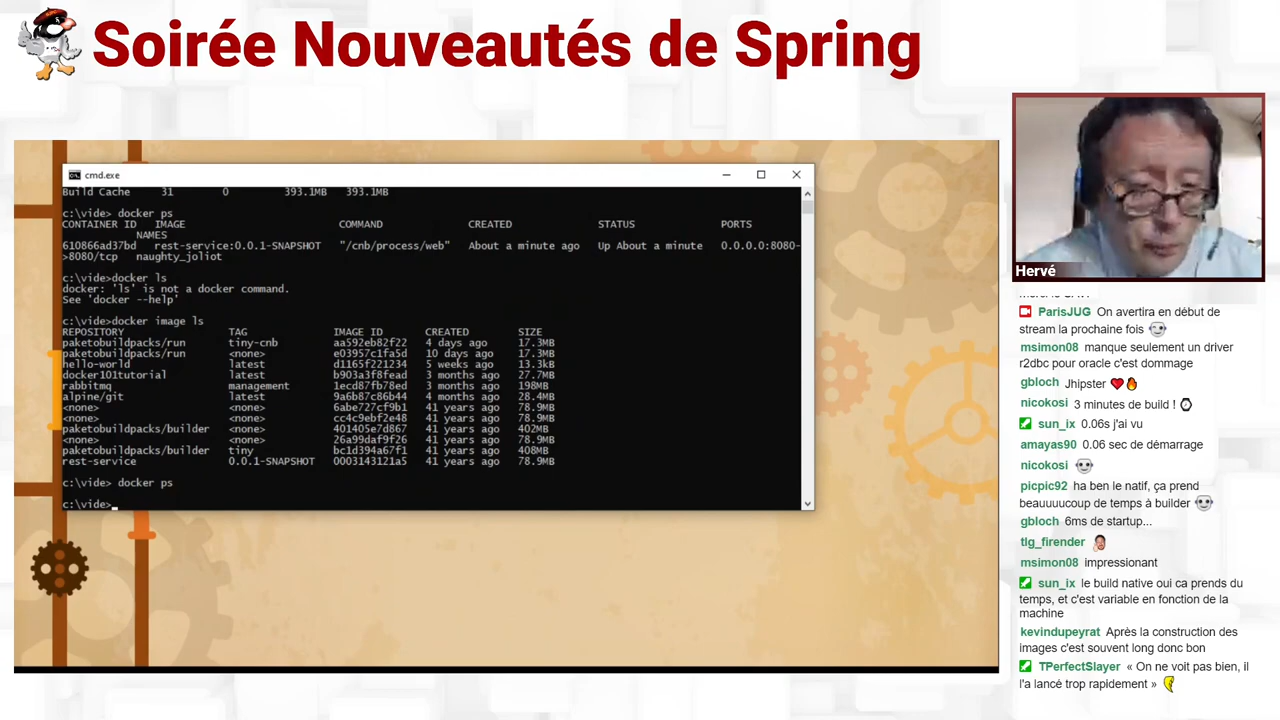 Soirée Nouveautés de Spring
cmd.exe
Build Cache 31 0 393.1MB 393.1MB
c:\vide> docker ps
CONTAINER ID IMAGE COMMAND CREATED STATUS PORTS
NAMES
610866ad37bd rest-service:0.0.1-SNAPSHOT "/cnb/process/web" About a minute ago Up About a minute 0.0.0.0:8080-
>8080/tcp naughty_joliot
c:\vide>docker ls
docker: 'ls' is not a docker command.
See 'docker --help'
c:\vide>docker image ls
REPOSITORY TAG IMAGE ID CREATED SIZE
paketobuildpacks/run tiny-cnb aa592eb82f22 4 days ago 17.3MB
paketobuildpacks/run <none> e03957c1fa5d 10 days ago 17.3MB
hello-world latest d1165f221234 5 weeks ago 13.3kB
docker101tutorial latest b903a3f8fead 3 months ago 27.7MB
rabbitmq management 1ecd87fb78ed 3 months ago 198MB
alpine/git latest 9a6b87c86b44 4 months ago 28.4MB
<none> <none> 6abe727cf9b1 41 years ago 78.9MB
<none> <none> cc4c9ebf2e48 41 years ago 78.9MB
paketobuildpacks/builder <none> 401405e7d867 41 years ago 402MB
<none> <none> 26a99daf9f26 41 years ago 78.9MB
paketobuildpacks/builder tiny bc1d394a67f1 41 years ago 408MB
rest-service 0.0.1-SNAPSHOT 0003143121a5 41 years ago 78.9MB
c:\vide> docker ps
c:\vide>
Hervé
ParisJUG On avertira en début de
stream la prochaine fois
msimon08 manque seulement un driver
r2dbc pour oracle c'est dommage
gbloch Jhipster
nicokosi 3 minutes de build !
sun_ix 0.06s j'ai vu
amayas90 0.06 sec de démarrage
nicokosi
picpic92 ha ben le natif, ça prend
beauuuucoup de temps à builder
gbloch 6ms de startup...
tlg_firender
msimon08 impressionant
sun_ix le build native oui ca prends du
temps, et c'est variable en fonction de la
machine
kevindupeyrat Après la construction des
images c'est souvent long donc bon
TPerfectSlayer « On ne voit pas bien, il
l'a lancé trop rapidement »